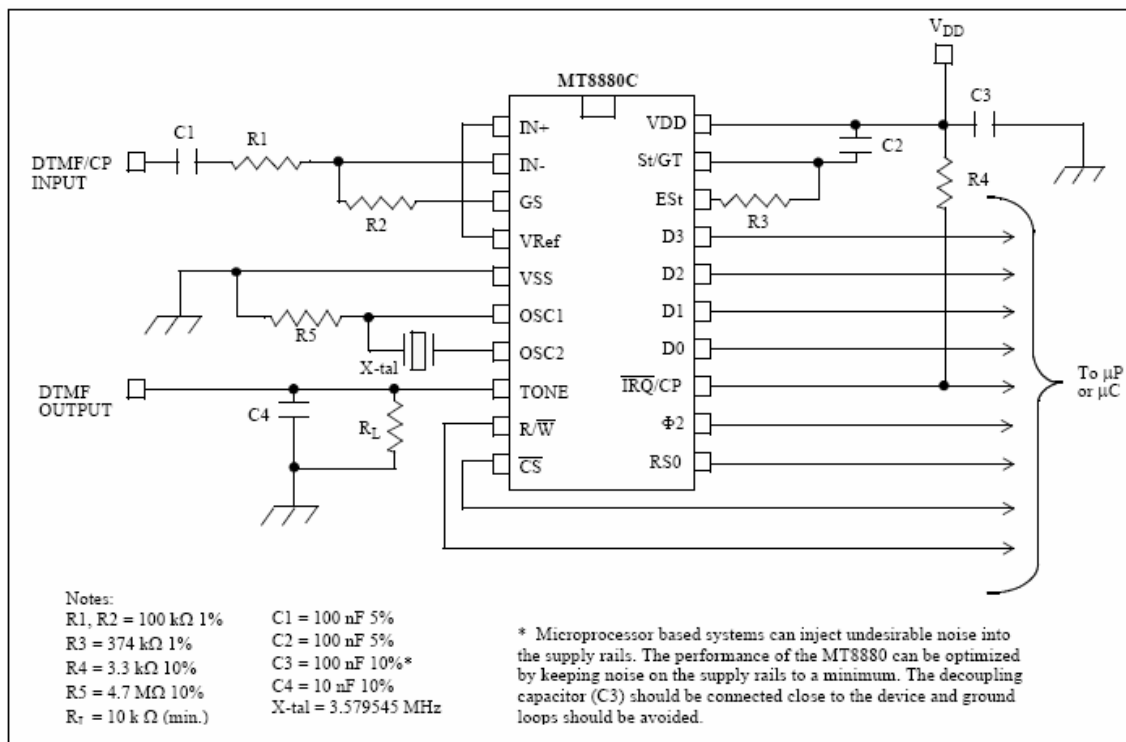 V_DD
MT8880C
C3
C1
R1
IN+
VDD
DTMF/CP
INPUT
IN-
St/GT
C2
R2
GS
ESt
R3
R4
VRef
D3
VSS
D2
R5
OSC1
D1
X-tal
OSC2
D0
DTMF
OUTPUT
TONE
IRQ/CP
To µP
or µC
C4
R_L
R/W
Φ2
CS
RS0
Notes:
R1, R2 = 100 kΩ 1%
R3 = 374 kΩ 1%
R4 = 3.3 kΩ 10%
R5 = 4.7 MΩ 10%
R_L = 10 k Ω (min.)
C1 = 100 nF 5%
C2 = 100 nF 5%
C3 = 100 nF 10%*
C4 = 10 nF 10%
X-tal = 3.579545 MHz
* Microprocessor based systems can inject undesirable noise into
the supply rails. The performance of the MT8880 can be optimized
by keeping noise on the supply rails to a minimum. The decoupling
capacitor (C3) should be connected close to the device and ground
loops should be avoided.